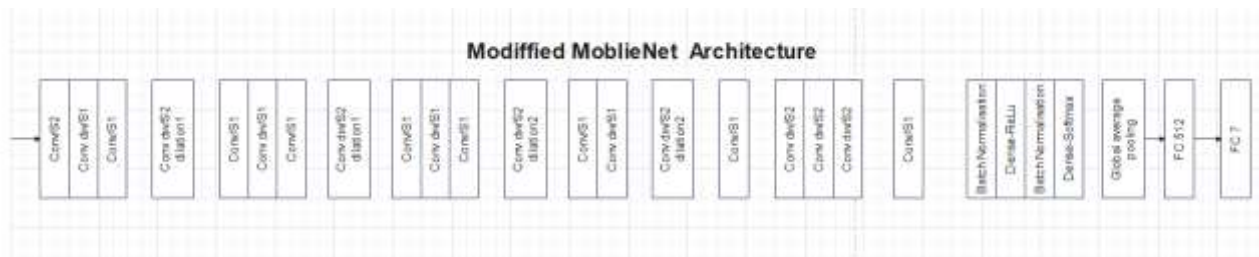 Modiffied MoblieNet Architecture
Conv/S2
Conv dw/S1
Conv/S1
Conv dw/S2
dilation1
Conv/S1
Conv dw/S1
Conv/S1
Conv dw/S2
dilation1
Conv/S1
Conv dw/S1
Conv/S1
Conv dw/S2
dilation2
Conv/S1
Conv dw/S1
Conv dw/S2
dilation2
Conv/S1
Conv dw/S2
Conv dw/S2
Conv dw/S2
Conv/S1
Batch Normalisation
Dense-ReLu
Batch Normalisation
Dense-Softmax
Global average
pooling
FC 512
FC 7